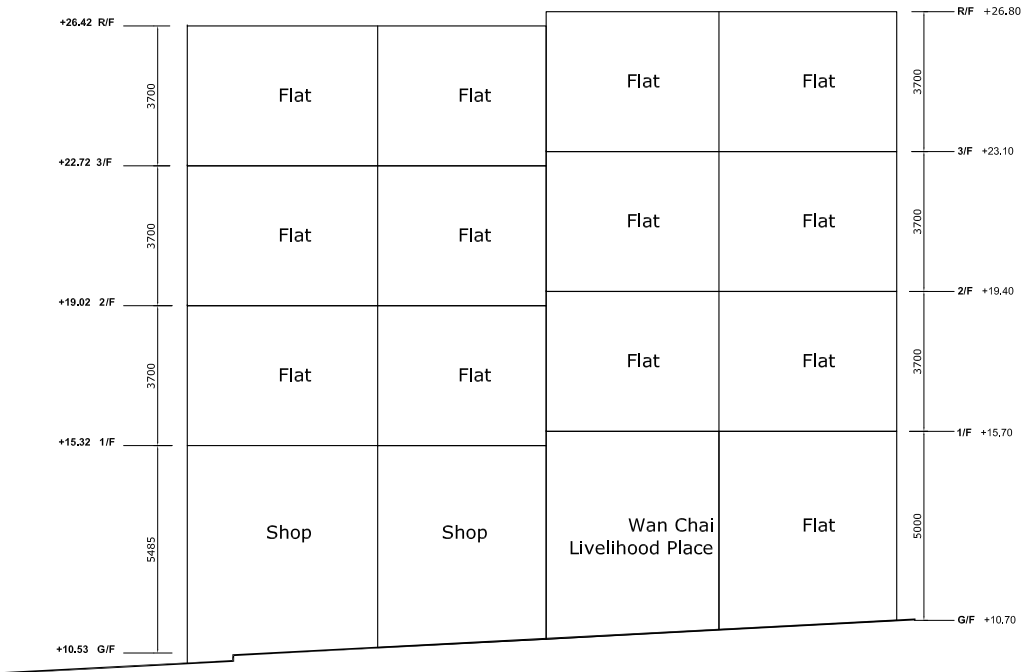 R/F +26.80
+26.42 R/F
Flat Flat
Flat Flat
3700
3700
3/F +23.10
+22.72 3/F
Flat Flat
Flat Flat
3700
3700
2/F +19.40
+19.02 2/F
Flat Flat
Flat Flat
3700
3700
1/F +15.70
+15.32 1/F
Shop Shop
Wan Chai
Livelihood Place
Flat
5485
5000
G/F +10.70
+10.53 G/F